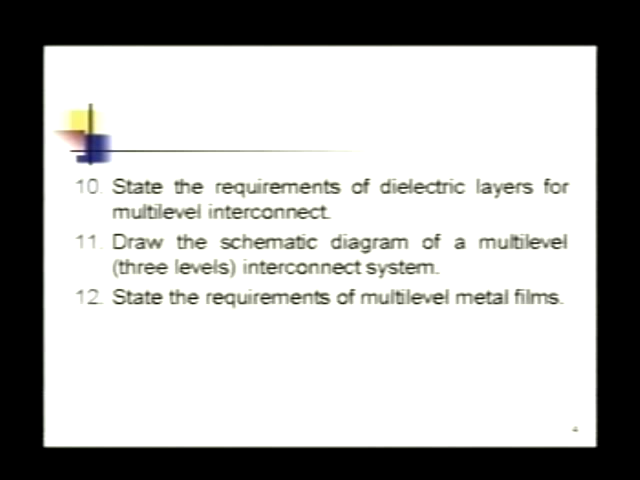 10. State the requirements of dielectric layers for
multilevel interconnect.
11. Draw the schematic diagram of a multilevel
(three levels) interconnect system.
12. State the requirements of multilevel metal films.
4